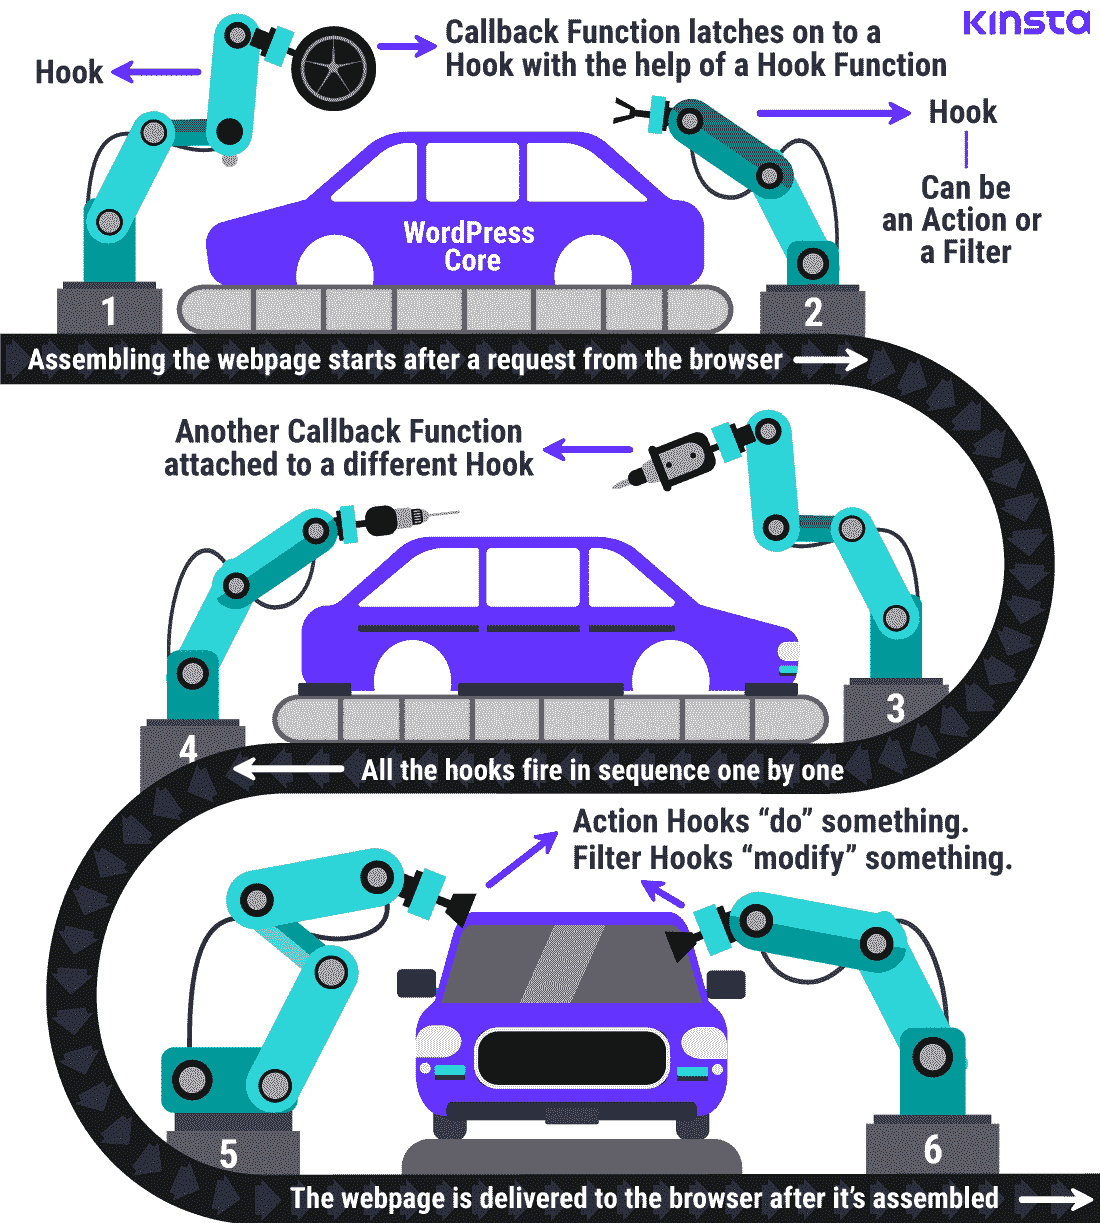 KINSTA
Callback Function latches on to a
Hook with the help of a Hook Function
Hook
Hook
Can be
an Action or
a Filter
WordPress
Core
1
2
Assembling the webpage starts after a request from the browser
Another Callback Function
attached to a different Hook
3
4
All the hooks fire in sequence one by one
Action Hooks “do” something.
Filter Hooks “modify” something.
5
6
The webpage is delivered to the browser after it’s assembled